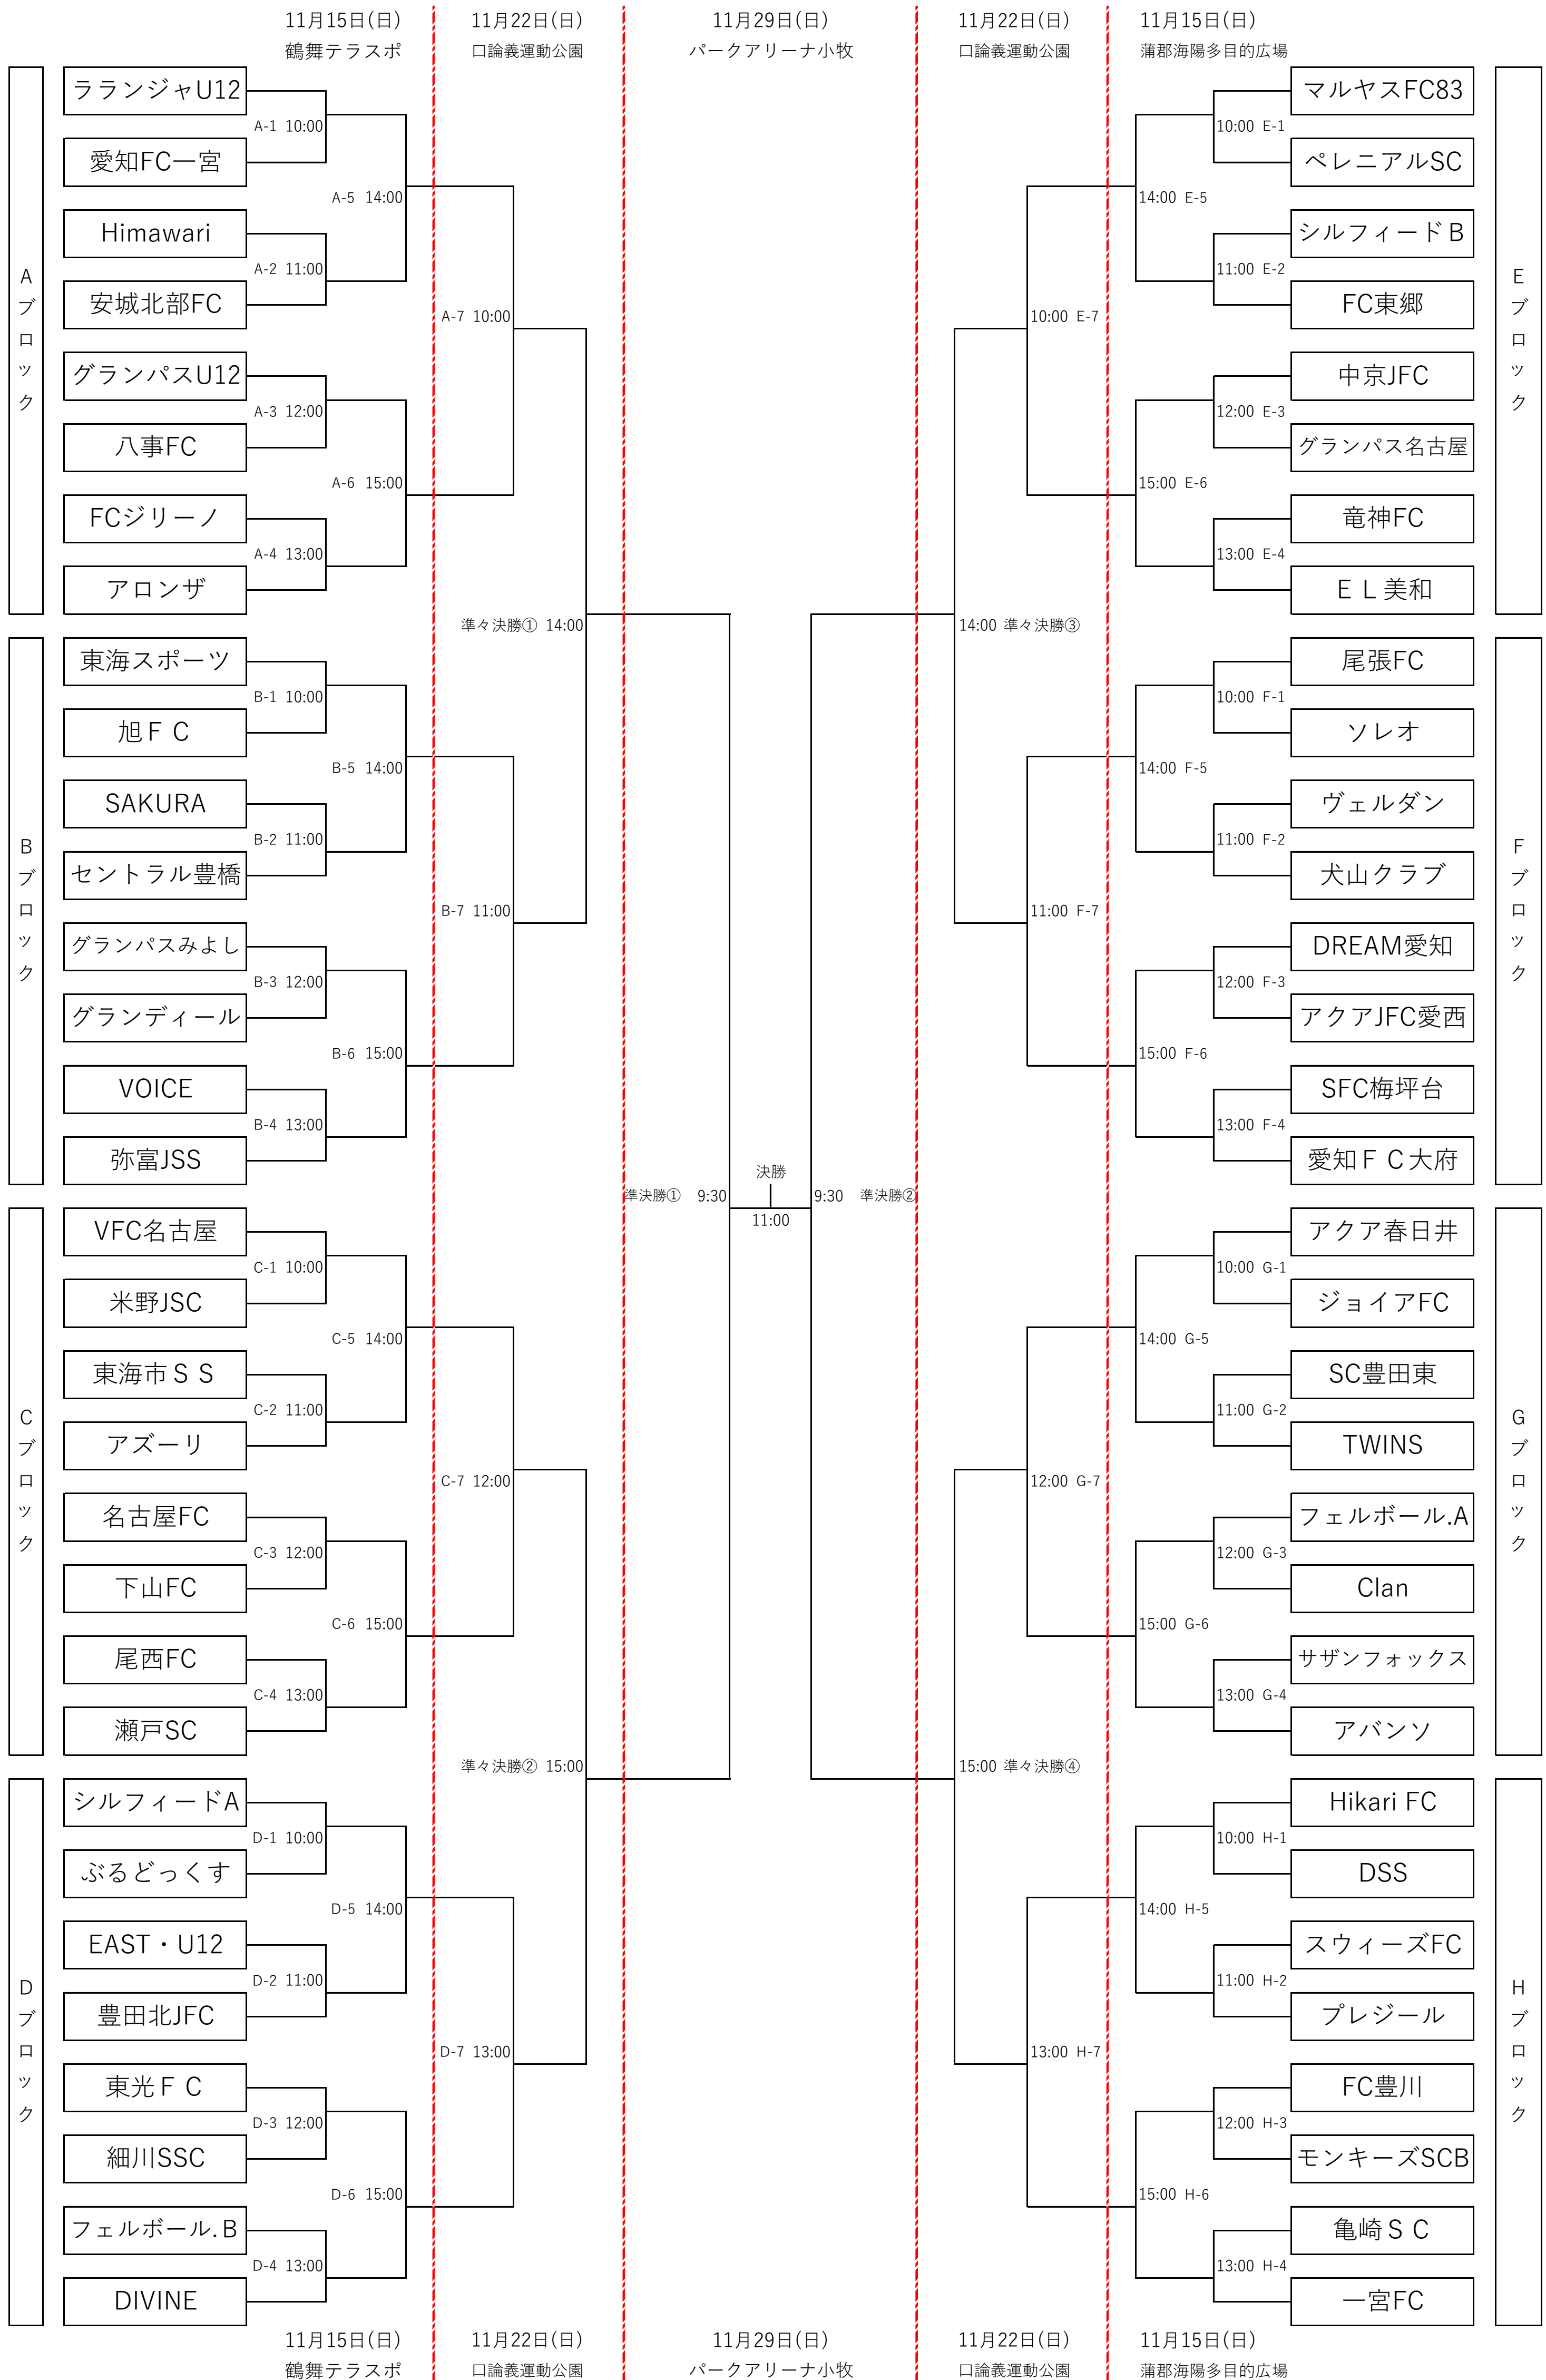 11月15日(日)
鶴舞テラスポ
11月22日(日)
口論義運動公園
11月29日(日)
パークアリーナ小牧
11月22日(日)
口論義運動公園
11月15日(日)
蒲郡海陽多目的広場
Aブロック
ラランジャU12
A-1 10:00
愛知FC一宮
A-5 14:00
Himawari
A-2 11:00
安城北部FC
A-7 10:00
グランパスU12
A-3 12:00
八事FC
A-6 15:00
FCジリーノ
A-4 13:00
アロンザ
準々決勝① 14:00
Bブロック
東海スポーツ
B-1 10:00
旭FC
B-5 14:00
SAKURA
B-2 11:00
セントラル豊橋
B-7 11:00
グランパスみよし
B-3 12:00
グランディール
B-6 15:00
VOICE
B-4 13:00
弥富JSS
準決勝① 9:30
決勝
11:00
9:30 準決勝②
Cブロック
VFC名古屋
C-1 10:00
米野JSC
C-5 14:00
東海市SS
C-2 11:00
アズーリ
C-7 12:00
名古屋FC
C-3 12:00
下山FC
C-6 15:00
尾西FC
C-4 13:00
瀬戸SC
準々決勝② 15:00
Dブロック
シルフィードA
D-1 10:00
ぶるどっくす
D-5 14:00
EAST・U12
D-2 11:00
豊田北JFC
D-7 13:00
東光FC
D-3 12:00
細川SSC
D-6 15:00
フェルボール.B
D-4 13:00
DIVINE
Eブロック
マルヤスFC83
10:00 E-1
ペレニアルSC
14:00 E-5
シルフィードB
11:00 E-2
FC東郷
10:00 E-7
中京JFC
12:00 E-3
グランパス名古屋
15:00 E-6
竜神FC
13:00 E-4
EL美和
14:00 準々決勝③
Fブロック
尾張FC
10:00 F-1
ソレオ
14:00 F-5
ヴェルダン
11:00 F-2
犬山クラブ
11:00 F-7
DREAM愛知
12:00 F-3
アクアJFC愛西
15:00 F-6
SFC梅坪台
13:00 F-4
愛知FC大府
Gブロック
アクア春日井
10:00 G-1
ジョイアFC
14:00 G-5
SC豊田東
11:00 G-2
TWINS
12:00 G-7
フェルボール.A
12:00 G-3
Clan
15:00 G-6
サザンフォックス
13:00 G-4
アバンソ
15:00 準々決勝④
Hブロック
Hikari FC
10:00 H-1
DSS
14:00 H-5
スウィーズFC
11:00 H-2
プレジール
13:00 H-7
FC豊川
12:00 H-3
モンキーズSCB
15:00 H-6
亀崎SC
13:00 H-4
一宮FC
11月15日(日)
鶴舞テラスポ
11月22日(日)
口論義運動公園
11月29日(日)
パークアリーナ小牧
11月22日(日)
口論義運動公園
11月15日(日)
蒲郡海陽多目的広場